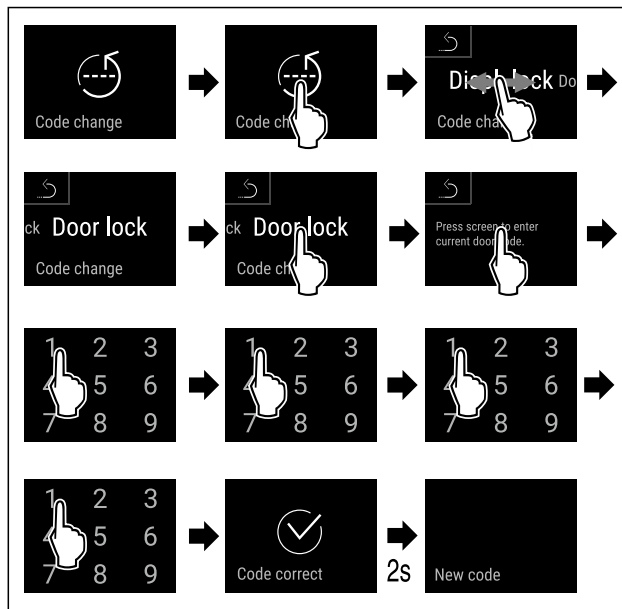 Code change
Code ch
Disp lock Do
Code cha
ck Door lock
Code change
ck Door lock
Code ch
Press screen to enter
current door code.
1 2 3
4 5 6
7 8 9
1 2 3
4 5 6
7 8 9
1 2 3
4 5 6
7 8 9
1 2 3
4 5 6
7 8 9
Code correct
2s
New code